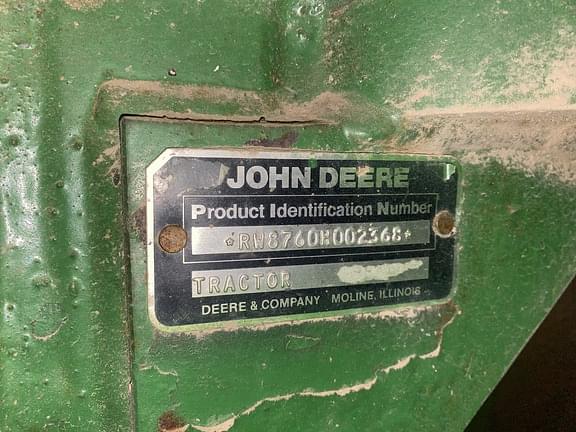 JOHN DEERE
Product Identification Number
*RW8760H002368*
TRACTOR
DEERE & COMPANY MOLINE, ILLINOIS